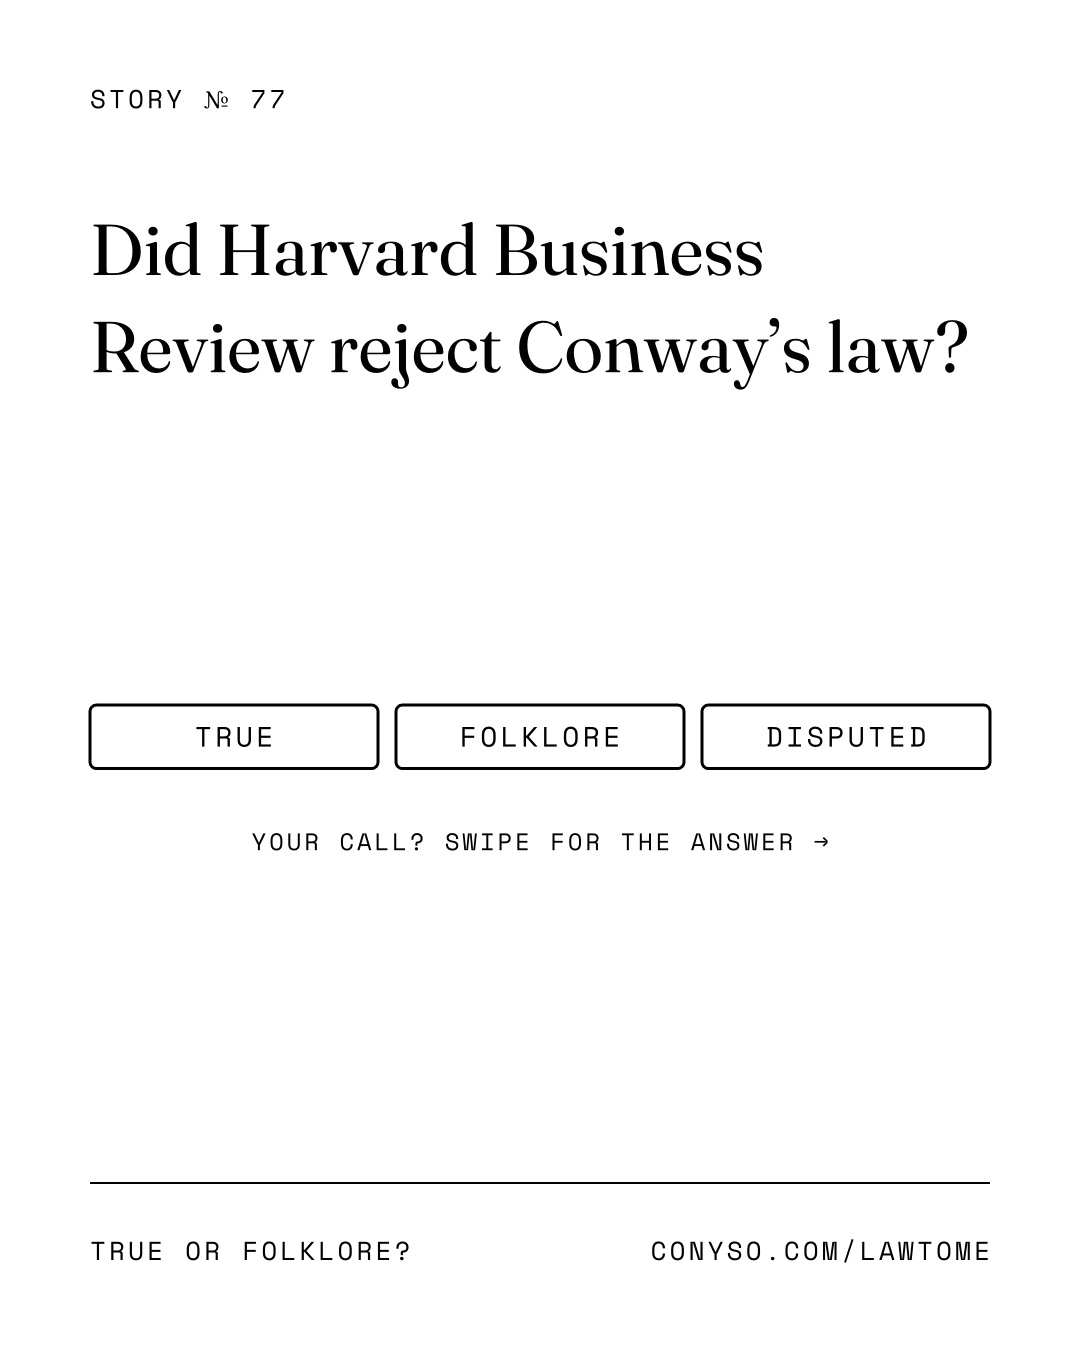 STORY № 77
Did Harvard Business
Review reject Conway’s law?
TRUE
FOLKLORE
DISPUTED
YOUR CALL? SWIPE FOR THE ANSWER →
TRUE OR FOLKLORE?
CONYSO.COM/LAWTOME